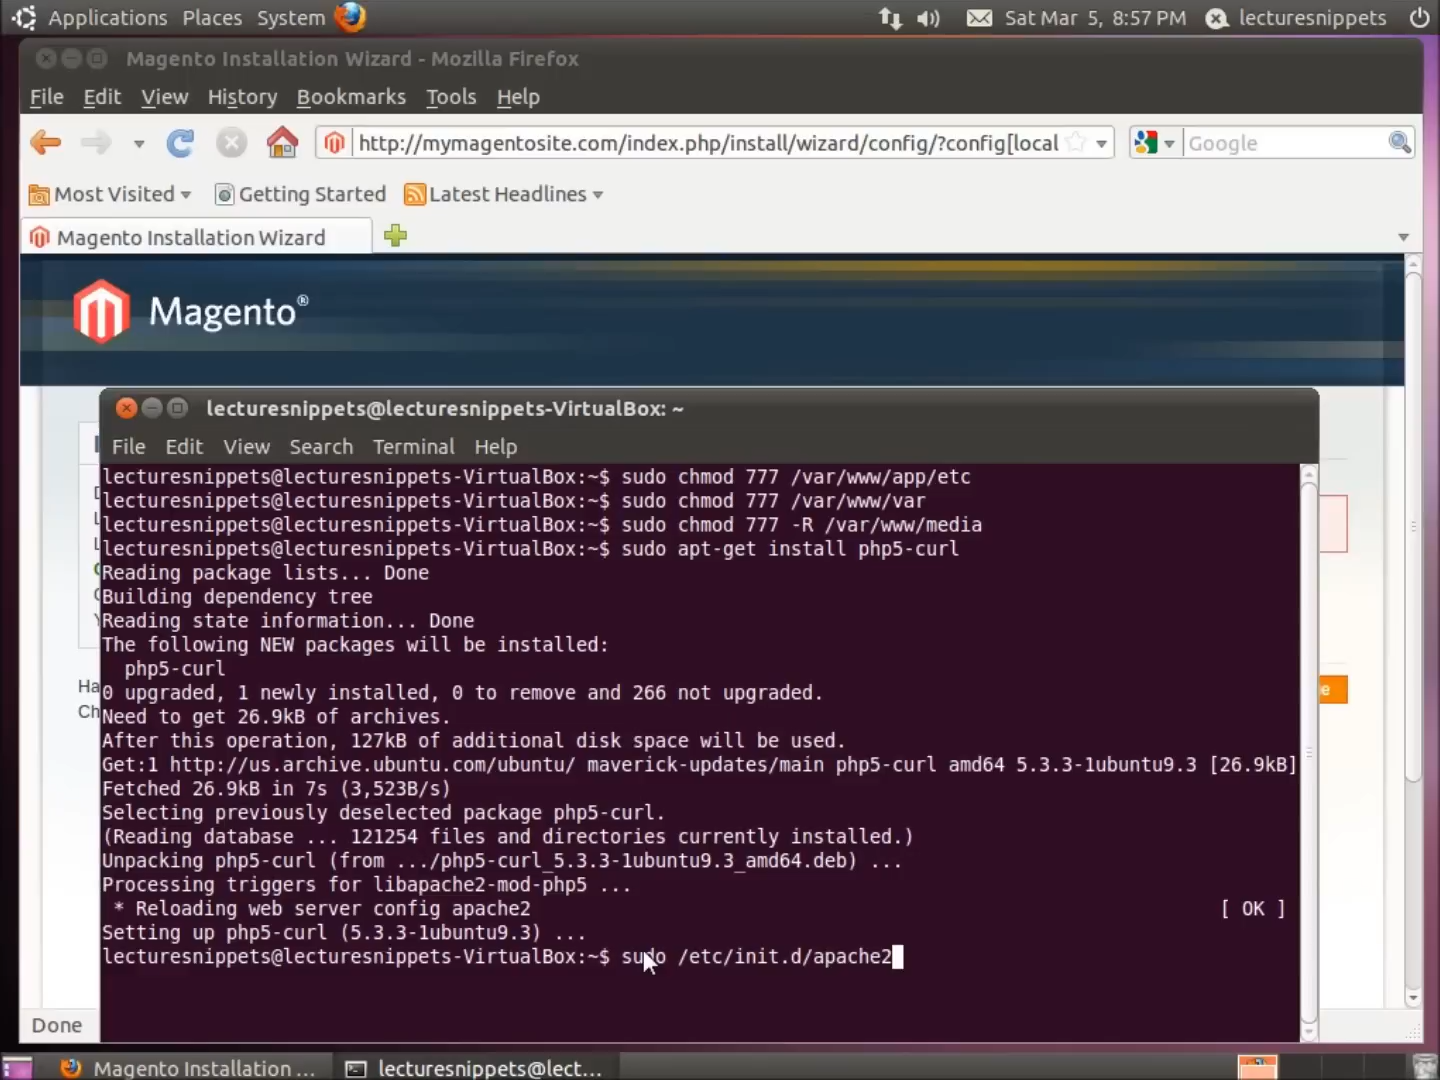 Applications Places System Sat Mar 5, 8:57 PM lecturesnippets
Magento Installation Wizard - Mozilla Firefox
File Edit View History Bookmarks Tools Help
http://mymagentosite.com/index.php/install/wizard/config/?config[local Google
Most Visited Getting Started Latest Headlines
Magento Installation Wizard
Magento®
lecturesnippets@lecturesnippets-VirtualBox: ~
File Edit View Search Terminal Help
lecturesnippets@lecturesnippets-VirtualBox:~$ sudo chmod 777 /var/www/app/etc
lecturesnippets@lecturesnippets-VirtualBox:~$ sudo chmod 777 /var/www/var
lecturesnippets@lecturesnippets-VirtualBox:~$ sudo chmod 777 -R /var/www/media
lecturesnippets@lecturesnippets-VirtualBox:~$ sudo apt-get install php5-curl
Reading package lists... Done
Building dependency tree
Reading state information... Done
The following NEW packages will be installed:
php5-curl
0 upgraded, 1 newly installed, 0 to remove and 266 not upgraded.
Need to get 26.9kB of archives.
After this operation, 127kB of additional disk space will be used.
Get:1 http://us.archive.ubuntu.com/ubuntu/ maverick-updates/main php5-curl amd64 5.3.3-1ubuntu9.3 [26.9kB]
Fetched 26.9kB in 7s (3,523B/s)
Selecting previously deselected package php5-curl.
(Reading database ... 121254 files and directories currently installed.)
Unpacking php5-curl (from .../php5-curl_5.3.3-1ubuntu9.3_amd64.deb) ...
Processing triggers for libapache2-mod-php5 ...
* Reloading web server config apache2 [ OK ]
Setting up php5-curl (5.3.3-1ubuntu9.3) ...
lecturesnippets@lecturesnippets-VirtualBox:~$ sudo /etc/init.d/apache2
Done
Magento Installation ... lecturesnippets@lect...